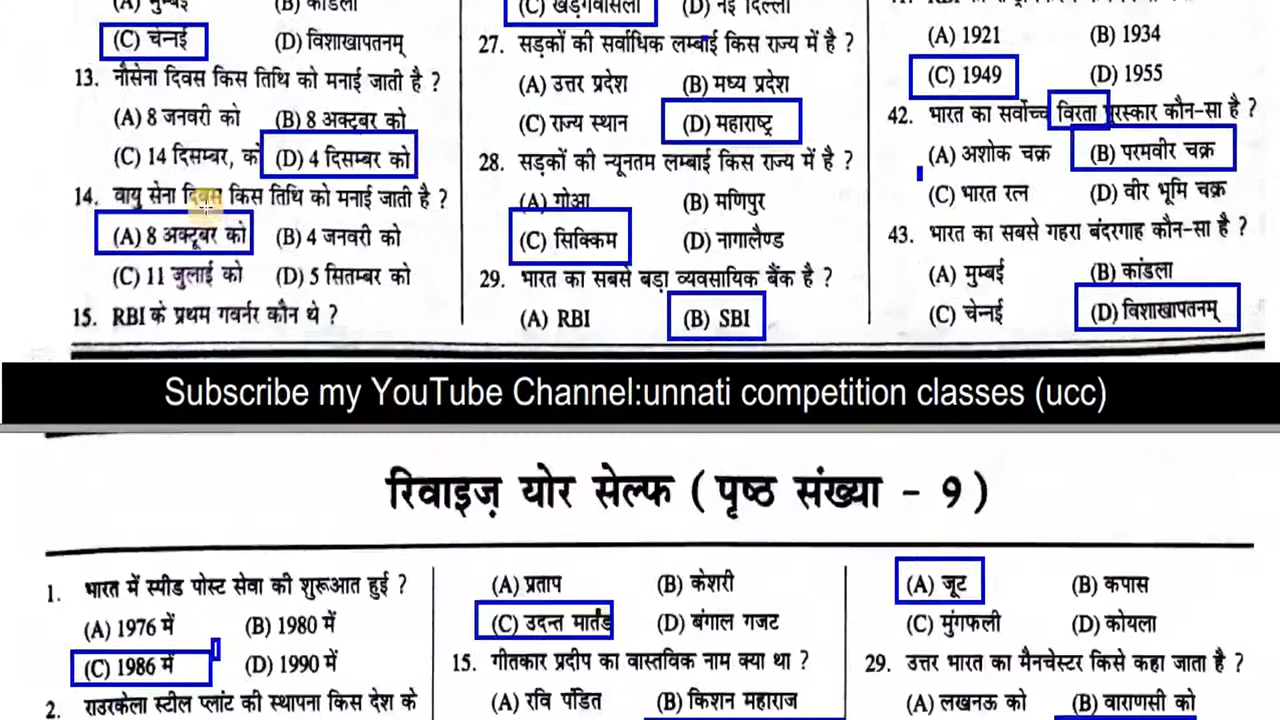 (A) मुम्बई (B) कांडला
(C) चेन्नई (D) विशाखापतनम्
13. नौसेना दिवस किस तिथि को मनाई जाती है ?
(A) 8 जनवरी को (B) 8 अक्टूबर को
(C) 14 दिसम्बर, को (D) 4 दिसम्बर को
14. वायु सेना दिवस किस तिथि को मनाई जाती है ?
(A) 8 अक्टूबर को (B) 4 जनवरी को
(C) 11 जुलाई को (D) 5 सितम्बर को
15. RBI के प्रथम गवर्नर कौन थे ?
(C) खड़गवासला (D) नई दिल्ली
27. सड़कों की सर्वाधिक लम्बाई किस राज्य में है ?
(A) उत्तर प्रदेश (B) मध्य प्रदेश
(C) राज्य स्थान (D) महाराष्ट्र
28. सड़कों की न्यूनतम लम्बाई किस राज्य में है ?
(A) गोआ (B) मणिपुर
(C) सिक्किम (D) नागालैण्ड
29. भारत का सबसे बड़ा व्यवसायिक बैंक है ?
(A) RBI (B) SBI
(A) 1921 (B) 1934
(C) 1949 (D) 1955
42. भारत का सर्वोच्च विरता पुरस्कार कौन-सा है ?
(A) अशोक चक्र (B) परमवीर चक्र
(C) भारत रत्न (D) वीर भूमि चक्र
43. भारत का सबसे गहरा बंदरगाह कौन-सा है ?
(A) मुम्बई (B) कांडला
(C) चेन्नई (D) विशाखापतनम्
Subscribe my YouTube Channel:unnati competition classes (ucc)
रिवाइज़ योर सेल्फ ( पृष्ठ संख्या - 9 )
1. भारत में स्पीड पोस्ट सेवा की शुरूआत हुई ?
(A) 1976 में (B) 1980 में
(C) 1986 में (D) 1990 में
2. राउरकेला स्टील प्लांट की स्थापना किस देश के
(A) प्रताप (B) केशरी
(C) उदन्त मार्तंड (D) बंगाल गजट
15. गीतकार प्रदीप का वास्तविक नाम क्या था ?
(A) रवि पंडित (B) किशन महाराज
(A) जूट (B) कपास
(C) मुंगफली (D) कोयला
29. उत्तर भारत का मैनचेस्टर किसे कहा जाता है ?
(A) लखनऊ को (B) वाराणसी को